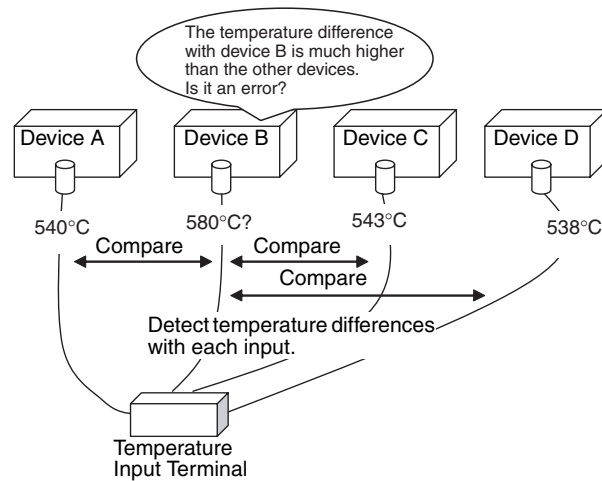 The temperature difference
with device B is much higher
than the other devices.
Is it an error?
Device A
Device B
Device C
Device D
540°C
580°C?
543°C
538°C
Compare
Compare
Compare
Detect temperature differences
with each input.
Temperature
Input Terminal